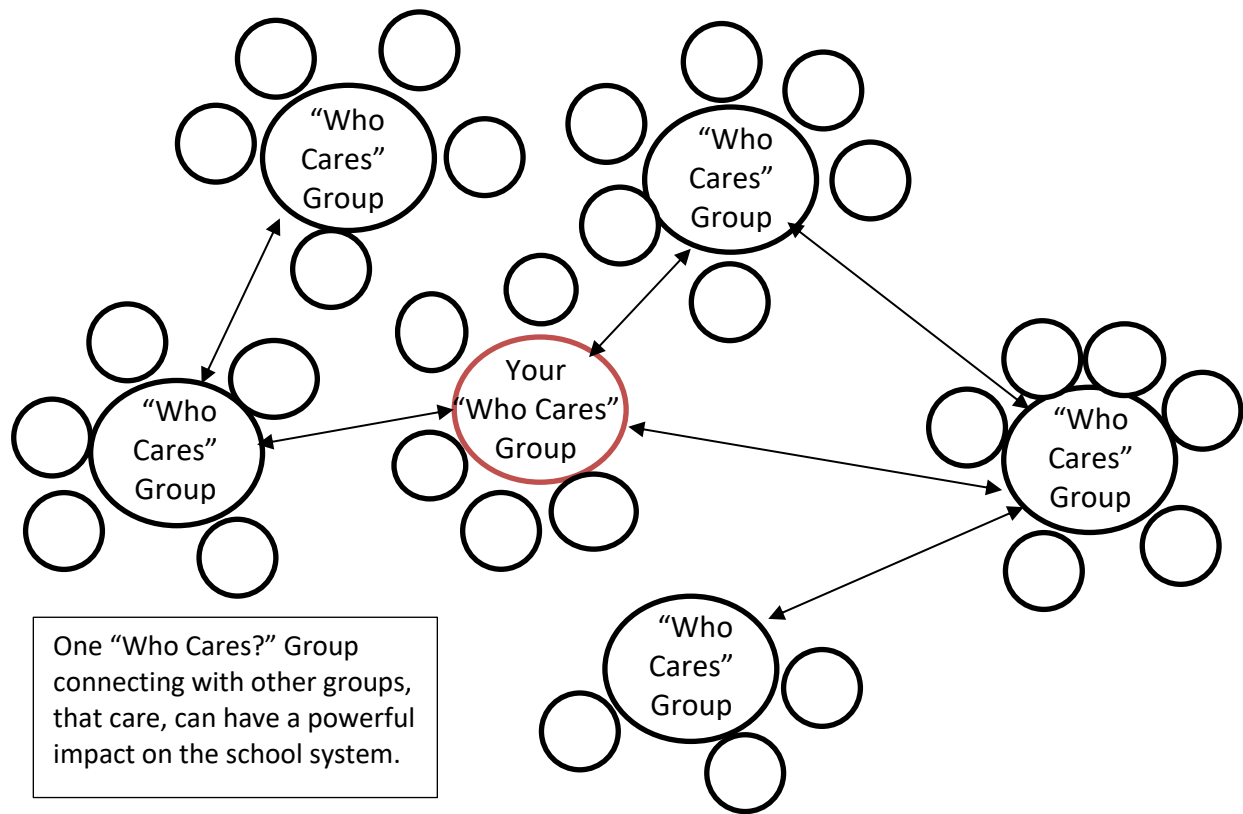 “Who
Cares”
Group
“Who
Cares”
Group
Your
“Who Cares”
Group
“Who
Cares”
Group
“Who
Cares”
Group
“Who
Cares”
Group
One “Who Cares?” Group
connecting with other groups,
that care, can have a powerful
impact on the school system.